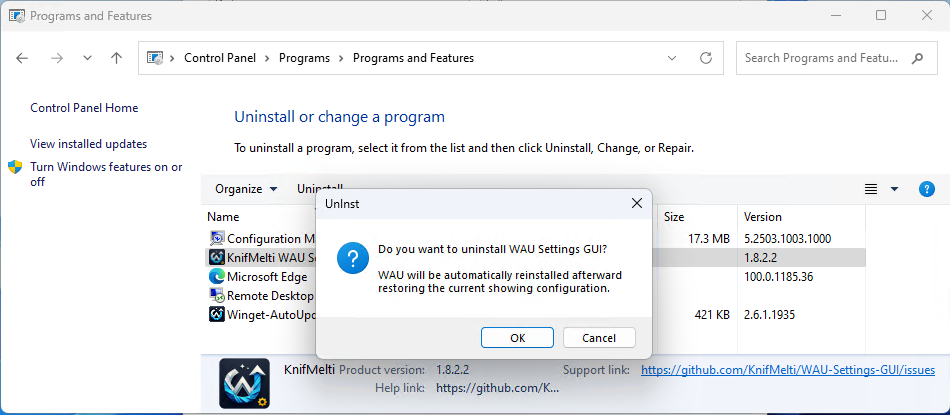 Programs and Features
Control Panel
Programs
Programs and Features
Search Programs and Featu...
Control Panel Home
View installed updates
Turn Windows features on or
off
Uninstall or change a program
To uninstall a program, select it from the list and then click Uninstall, Change, or Repair.
Organize
Uninstall
Name
Size
Version
Configuration M
17.3 MB
5.2503.1003.1000
KnifMelti WAU S
1.8.2.2
Microsoft Edge
100.0.1185.36
Remote Desktop
Winget-AutoUp
421 KB
2.6.1.1935
UnInst
Do you want to uninstall WAU Settings GUI?
WAU will be automatically reinstalled afterward
restoring the current showing configuration.
OK
Cancel
KnifMelti
Product version:
1.8.2.2
Support link:
https://github.com/KnifMelti/WAU-Settings-GUI/issues
Help link:
https://github.com/K...